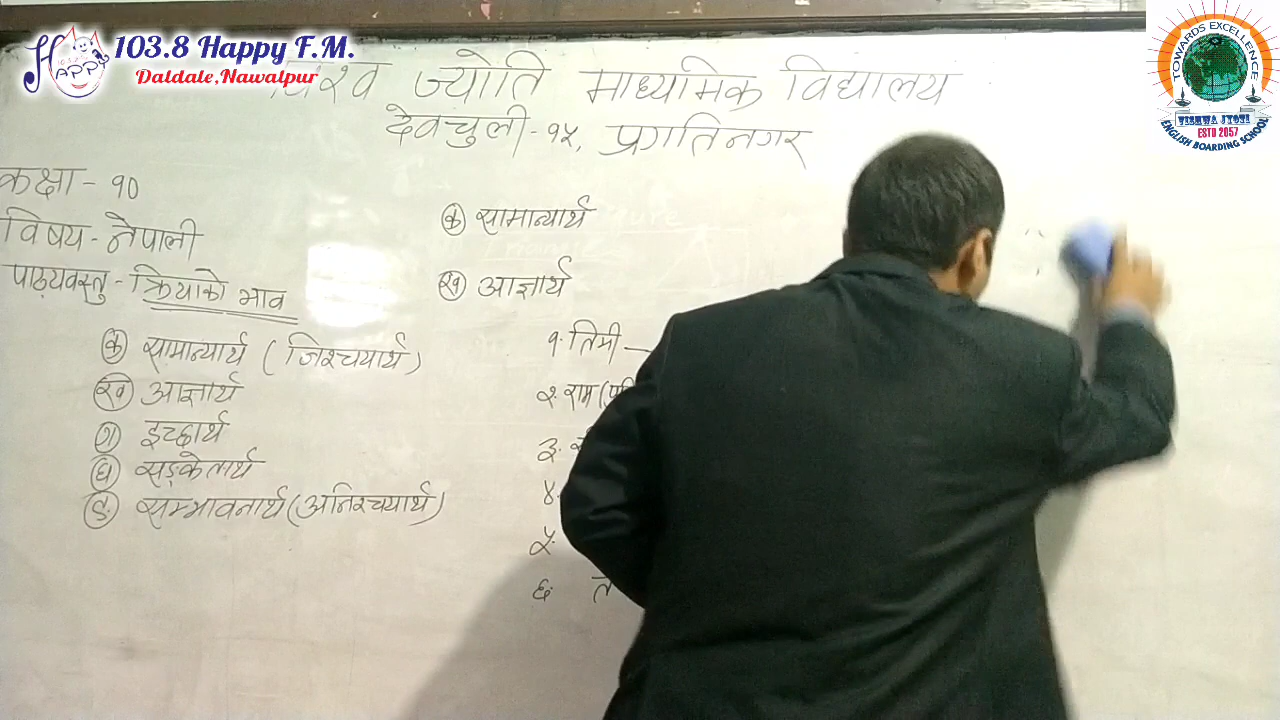 103.8 Happy F.M.
Daldale,Nawalpur
HAPPY
TOWARDS EXCELLENCE
VISHWA JYOTI
ESTD 2057
ENGLISH BOARDING SCHOOL
विश्व ज्योति माध्यमिक विद्यालय
देवचुली - १५, प्रगतिनगर
कक्षा - १०
विषय - नेपाली
पाठ्यवस्तु - क्रियाको भाव
क सामान्यार्थ ( निश्चयार्थ )
ख आज्ञार्थ
ग इच्छार्थ
घ सङ्केतार्थ
ङ सम्भावनार्थ (अनिश्चयार्थ)
क सामान्यार्थ
ख आज्ञार्थ
१. तिमी
२. राम
३.
४.
५.
६.